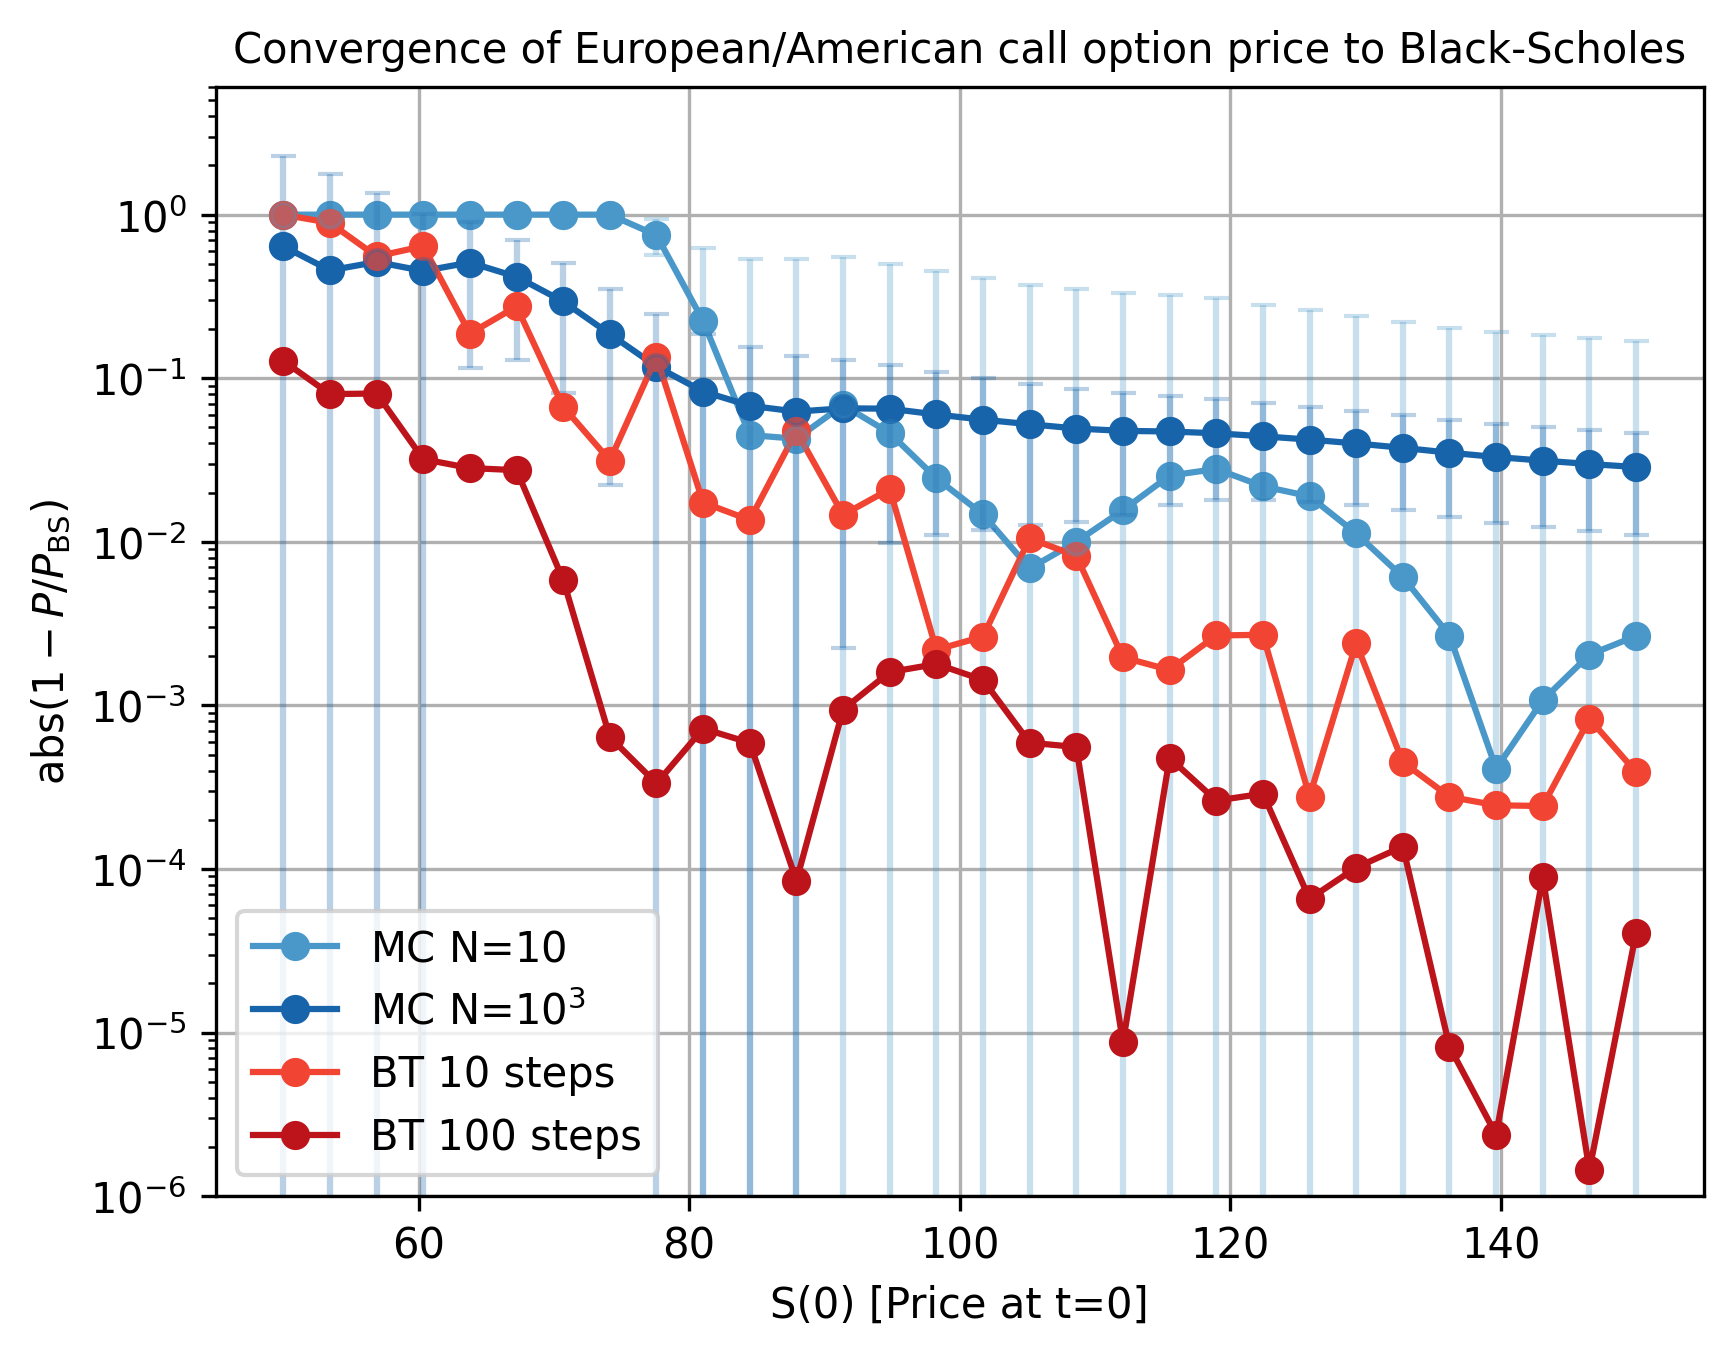 Convergence of European/American call option price to Black-Scholes
abs(1 − P/P_BS)
10^0
10^−1
10^−2
10^−3
10^−4
10^−5
10^−6
MC N=10
MC N=10^3
BT 10 steps
BT 100 steps
60 80 100 120 140
S(0) [Price at t=0]